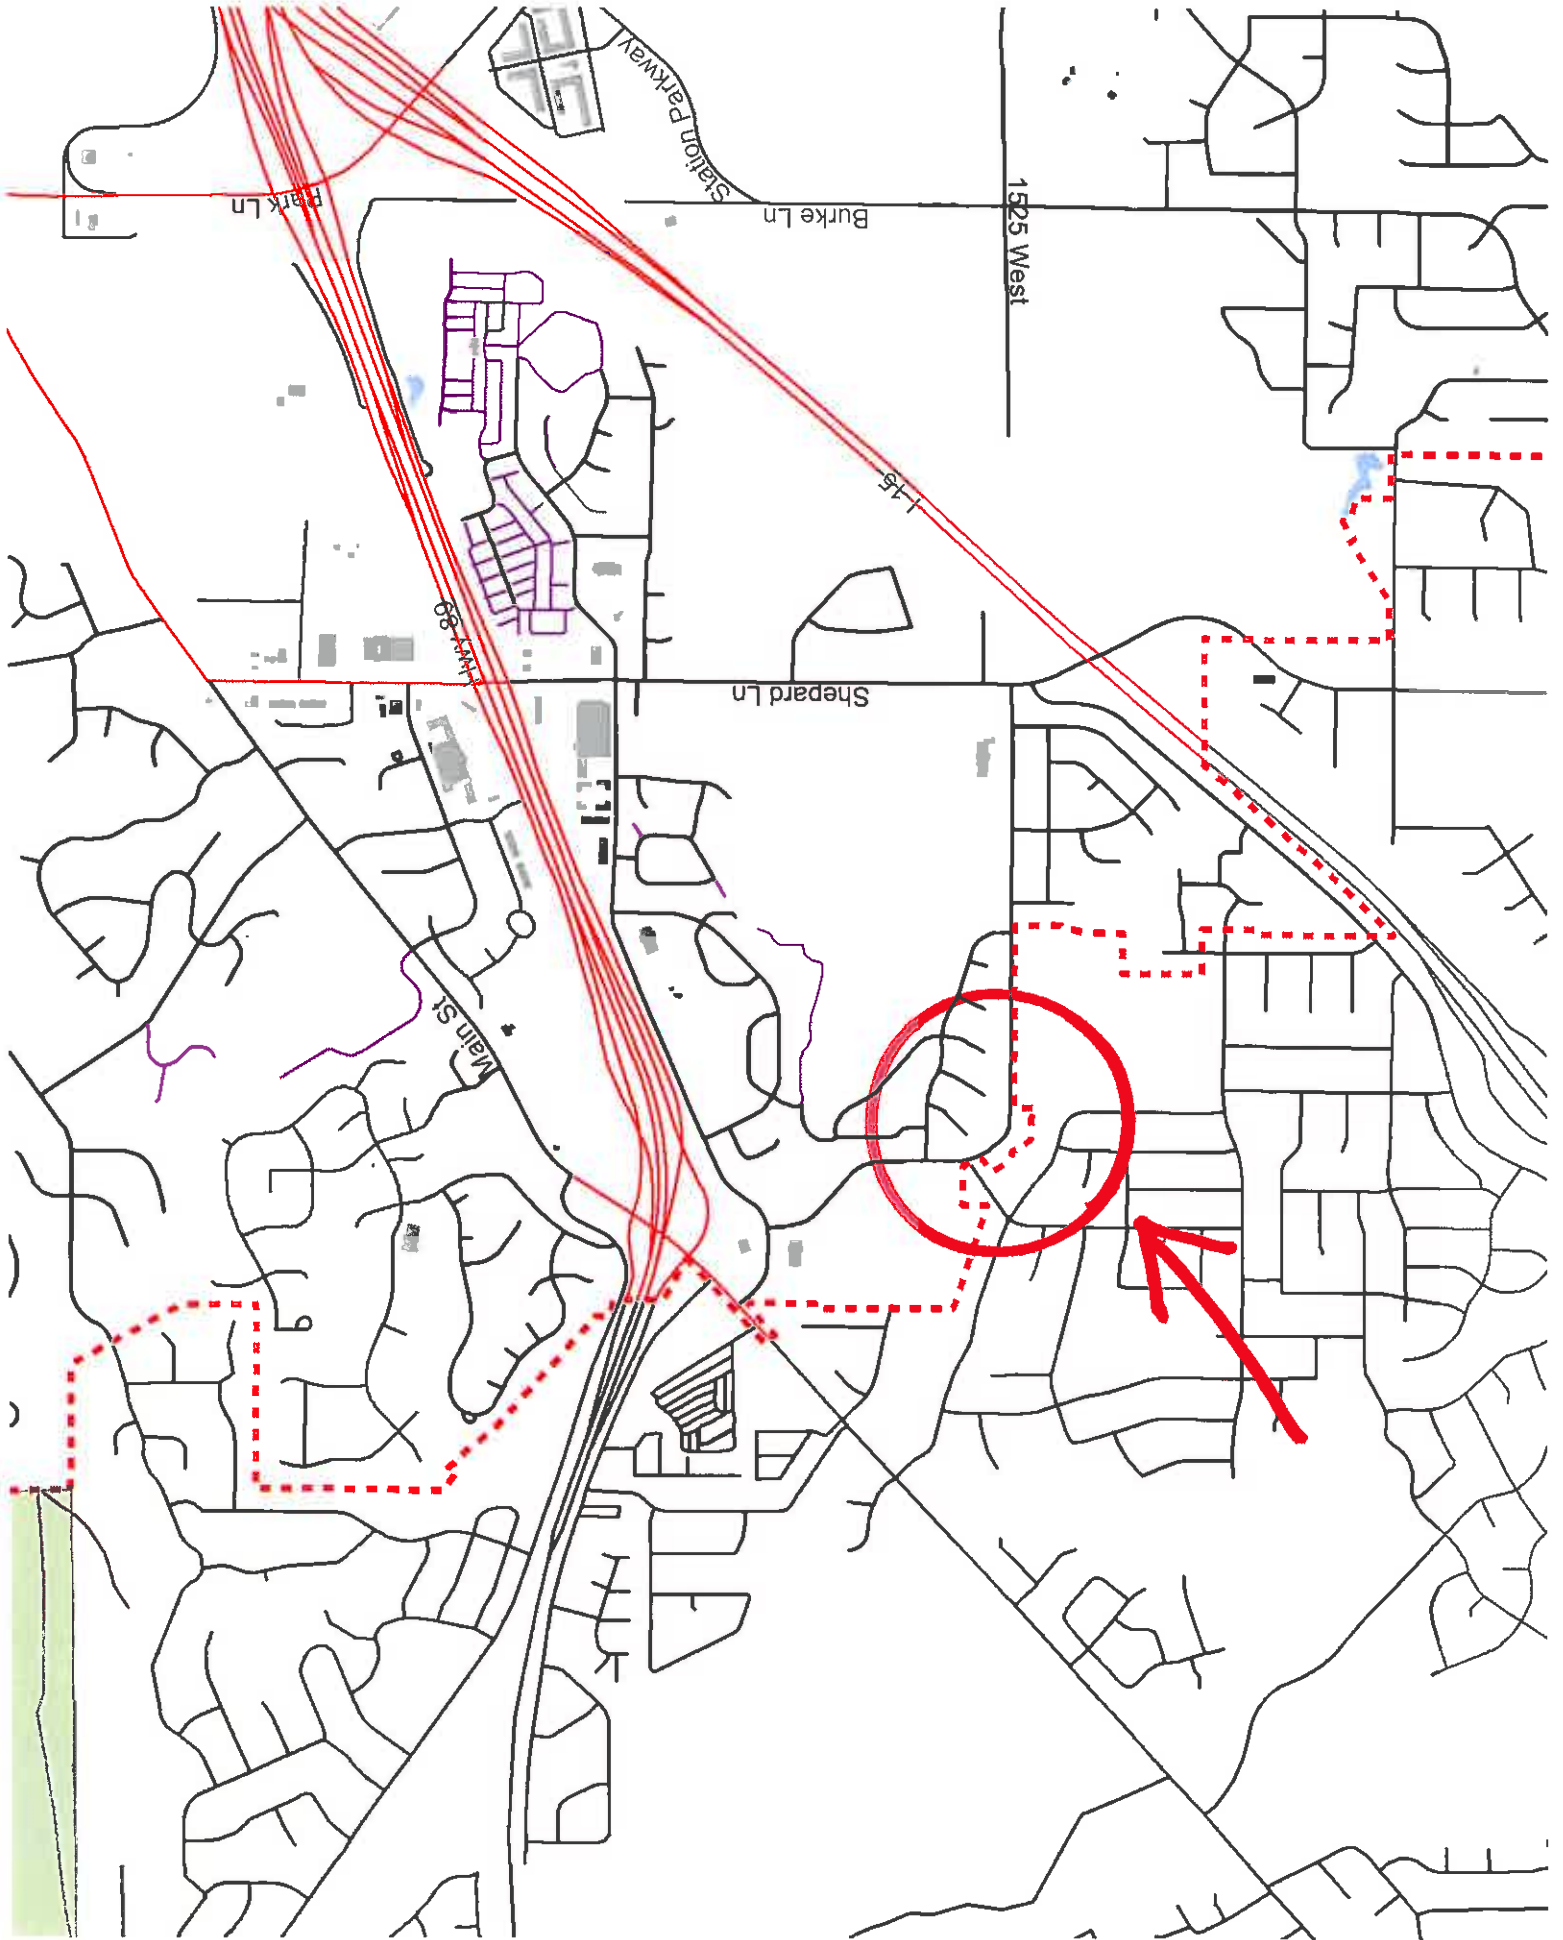 Station Parkway
Park Ln
Burke Ln
1525 West
I-15
Hwy 89
Shepard Ln
Main St